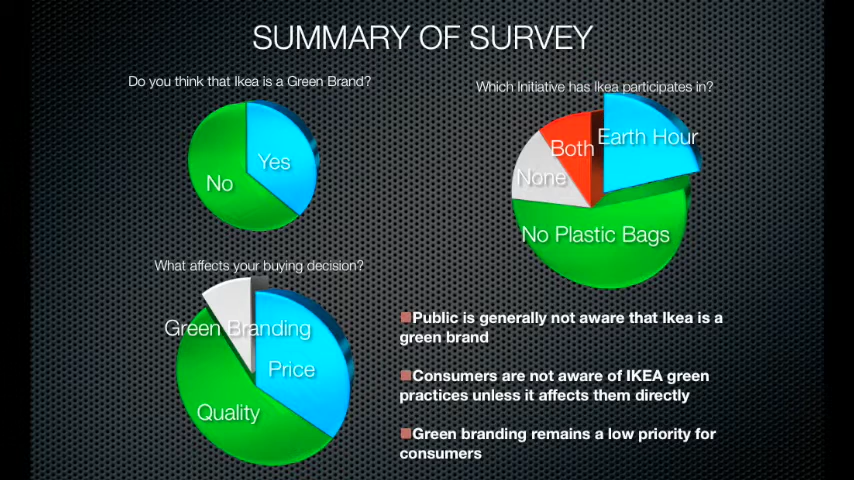 SUMMARY OF SURVEY
Do you think that Ikea is a Green Brand?
Yes
No
Which Initiative has Ikea participates in?
Earth Hour
Both
None
No Plastic Bags
What affects your buying decision?
Green Branding
Price
Quality
Public is generally not aware that Ikea is a
green brand
Consumers are not aware of IKEA green
practices unless it affects them directly
Green branding remains a low priority for
consumers